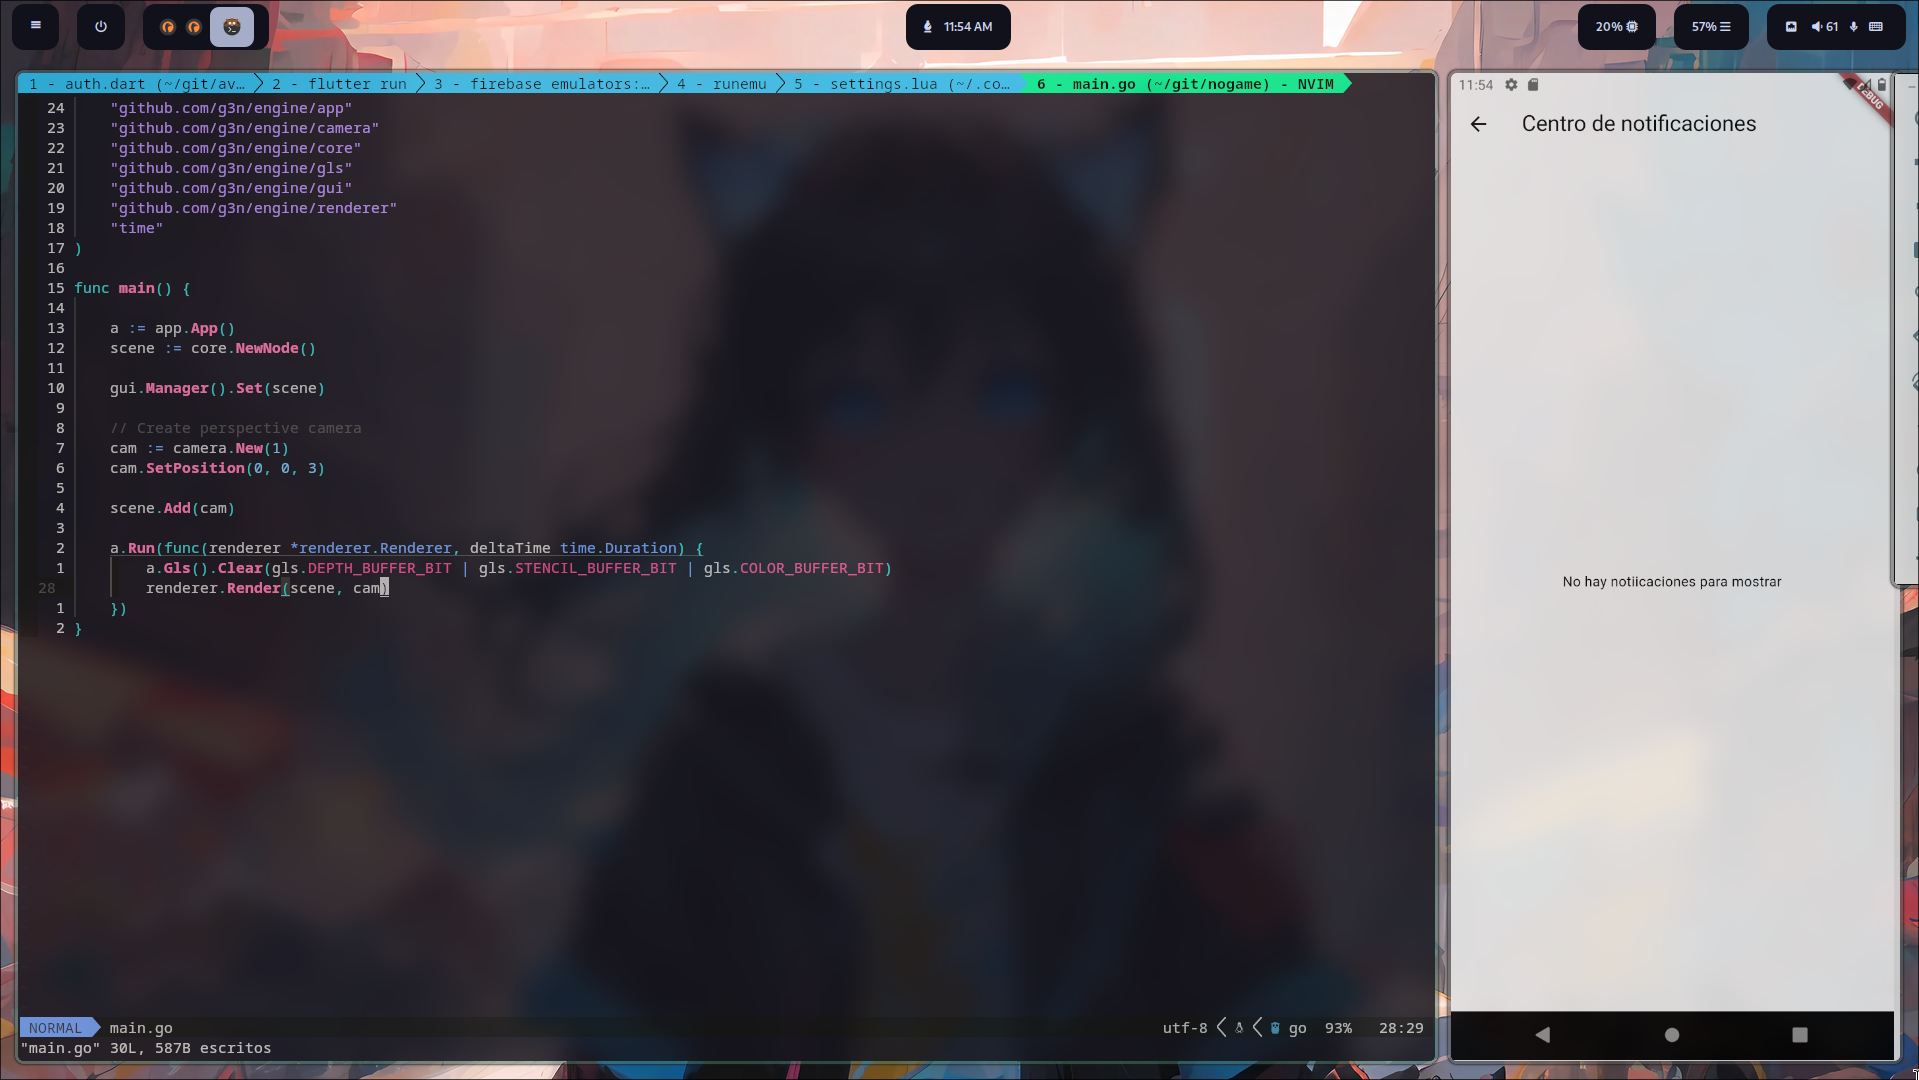 11:54 AM
20%
57%
61
1 - auth.dart (~/git/av… 2 - flutter run 3 - firebase emulators:… 4 - runemu 5 - settings.lua (~/.co… 6 - main.go (~/git/nogame) - NVIM
24 "github.com/g3n/engine/app"
23 "github.com/g3n/engine/camera"
22 "github.com/g3n/engine/core"
21 "github.com/g3n/engine/gls"
20 "github.com/g3n/engine/gui"
19 "github.com/g3n/engine/renderer"
18 "time"
17 )
16
15 func main() {
14
13 a := app.App()
12 scene := core.NewNode()
11
10 gui.Manager().Set(scene)
9
8 // Create perspective camera
7 cam := camera.New(1)
6 cam.SetPosition(0, 0, 3)
5
4 scene.Add(cam)
3
2 a.Run(func(renderer *renderer.Renderer, deltaTime time.Duration) {
1 a.Gls().Clear(gls.DEPTH_BUFFER_BIT | gls.STENCIL_BUFFER_BIT | gls.COLOR_BUFFER_BIT)
28 renderer.Render(scene, cam)
1 })
2 }
NORMAL main.go utf-8 go 93% 28:29
"main.go" 30L, 587B escritos
11:54
DEBUG
Centro de notificaciones
No hay notiicaciones para mostrar